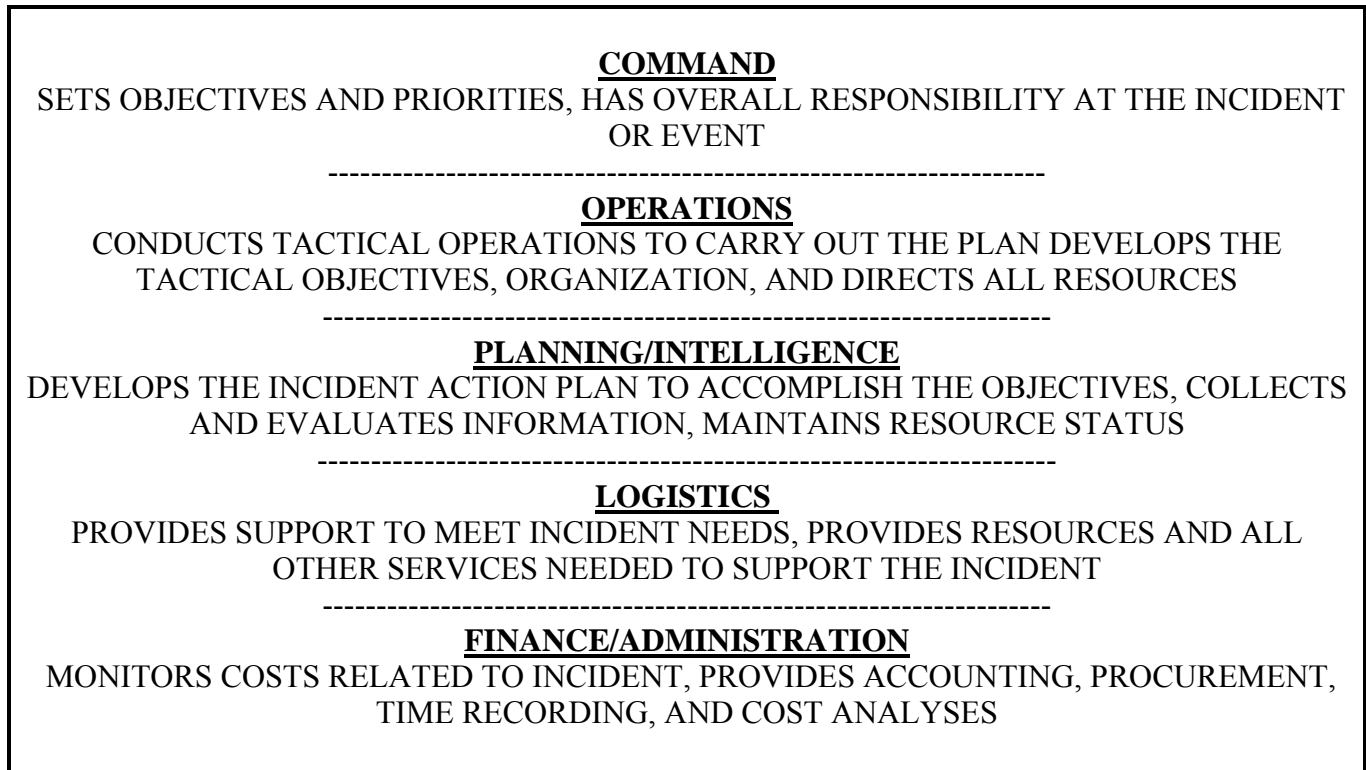 COMMAND
SETS OBJECTIVES AND PRIORITIES, HAS OVERALL RESPONSIBILITY AT THE INCIDENT
OR EVENT
-------------------------------------------------------------------
OPERATIONS
CONDUCTS TACTICAL OPERATIONS TO CARRY OUT THE PLAN DEVELOPS THE
TACTICAL OBJECTIVES, ORGANIZATION, AND DIRECTS ALL RESOURCES
--------------------------------------------------------------------
PLANNING/INTELLIGENCE
DEVELOPS THE INCIDENT ACTION PLAN TO ACCOMPLISH THE OBJECTIVES, COLLECTS
AND EVALUATES INFORMATION, MAINTAINS RESOURCE STATUS
---------------------------------------------------------------------
LOGISTICS
PROVIDES SUPPORT TO MEET INCIDENT NEEDS, PROVIDES RESOURCES AND ALL
OTHER SERVICES NEEDED TO SUPPORT THE INCIDENT
--------------------------------------------------------------------
FINANCE/ADMINISTRATION
MONITORS COSTS RELATED TO INCIDENT, PROVIDES ACCOUNTING, PROCUREMENT,
TIME RECORDING, AND COST ANALYSES